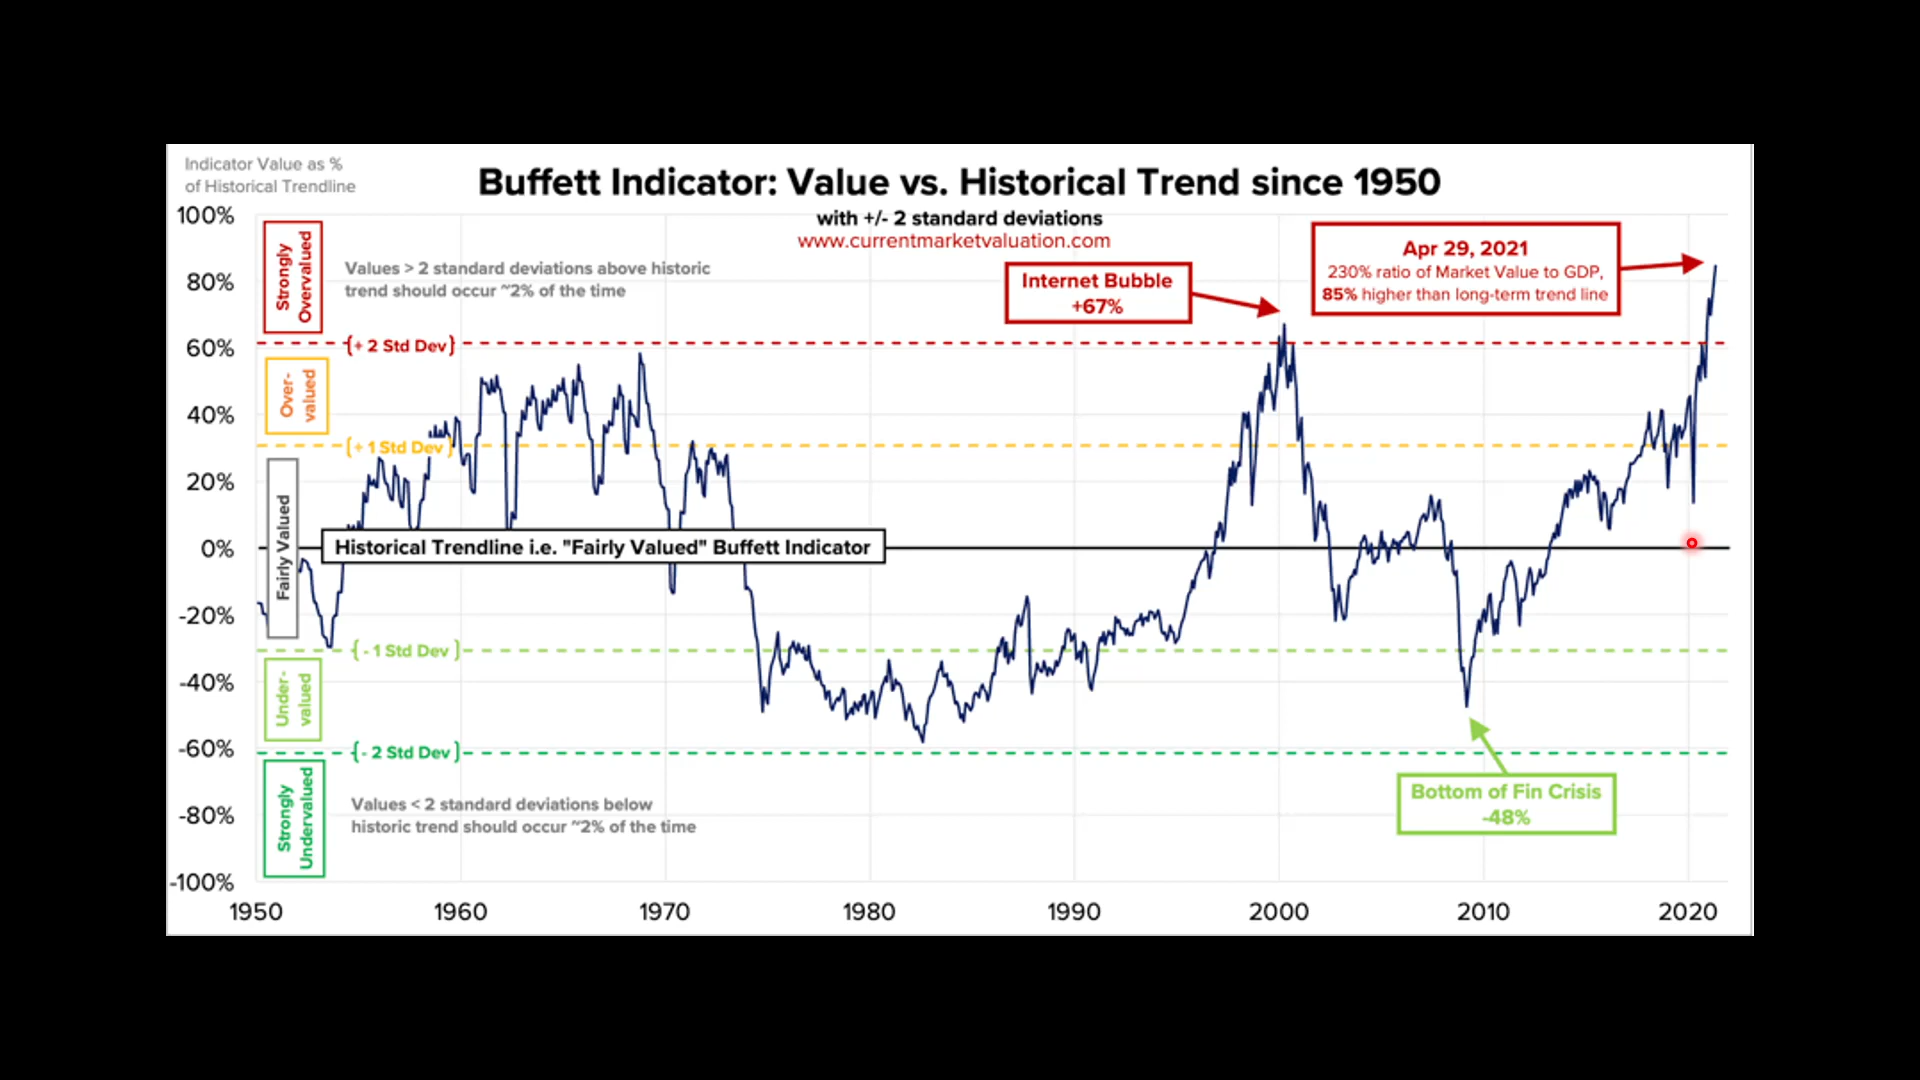 Indicator Value as %
of Historical Trendline
Buffett Indicator: Value vs. Historical Trend since 1950
with +/- 2 standard deviations
www.currentmarketvaluation.com
100%
80%
60%
40%
20%
0%
-20%
-40%
-60%
-80%
-100%
Strongly
Overvalued
Values > 2 standard deviations above historic
trend should occur ~2% of the time
Internet Bubble
+67%
Apr 29, 2021
230% ratio of Market Value to GDP,
85% higher than long-term trend line
{+ 2 Std Dev}
Over-
valued
{+ 1 Std Dev}
Fairly Valued
Historical Trendline i.e. "Fairly Valued" Buffett Indicator
{- 1 Std Dev}
Under-
valued
{- 2 Std Dev}
Strongly
Undervalued
Values < 2 standard deviations below
historic trend should occur ~2% of the time
Bottom of Fin Crisis
-48%
1950 1960 1970 1980 1990 2000 2010 2020